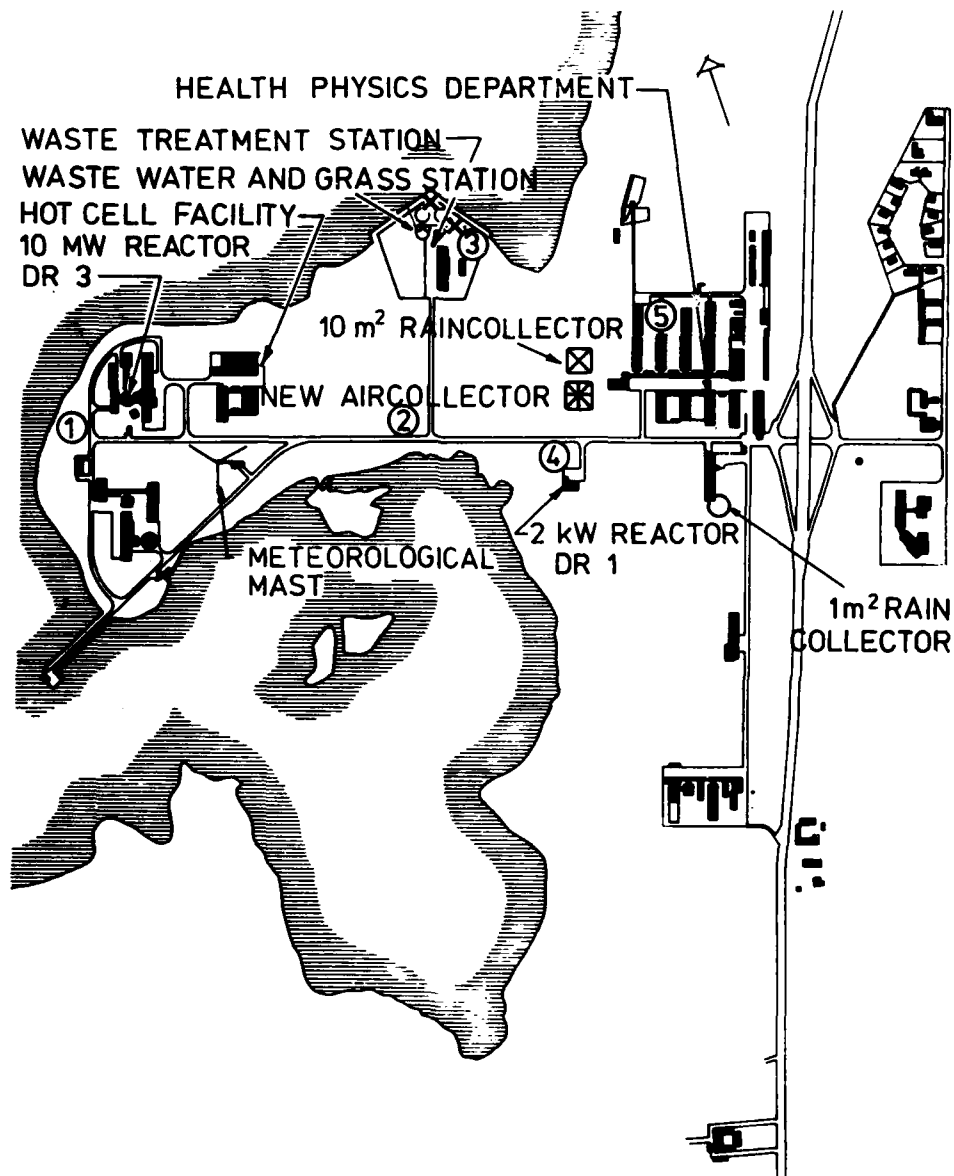 HEALTH PHYSICS DEPARTMENT
WASTE TREATMENT STATION
WASTE WATER AND GRASS STATION
HOT CELL FACILITY
10 MW REACTOR
DR 3
3
10 m² RAINCOLLECTOR
5
NEW AIRCOLLECTOR
1
2
4
2 kW REACTOR
DR 1
METEOROLOGICAL
MAST
1 m² RAIN
COLLECTOR